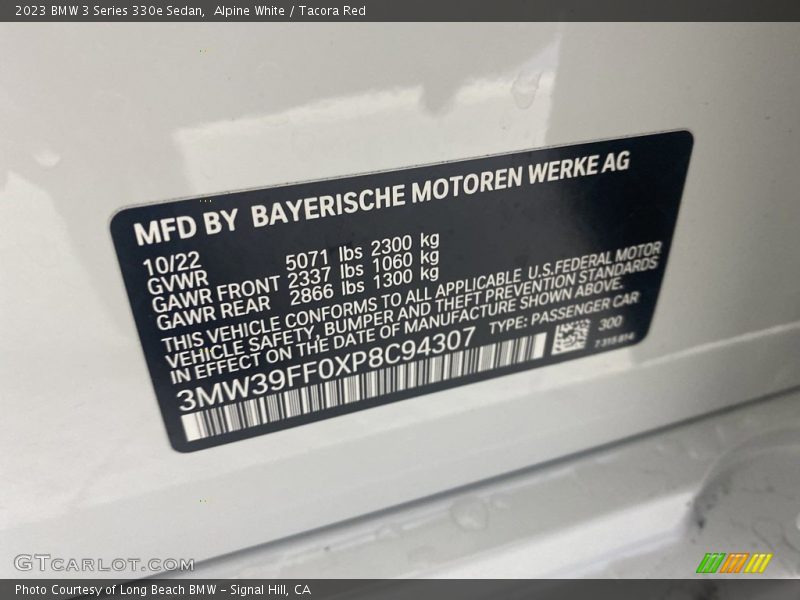 2023 BMW 3 Series 330e Sedan,  Alpine White / Tacora Red
MFD BY BAYERISCHE MOTOREN WERKE AG
10/22
GVWR 5071 lbs 2300 kg
GAWR FRONT 2337 lbs 1060 kg
GAWR REAR 2866 lbs 1300 kg
THIS VEHICLE CONFORMS TO ALL APPLICABLE U.S.FEDERAL MOTOR
VEHICLE SAFETY, BUMPER AND THEFT PREVENTION STANDARDS
IN EFFECT ON THE DATE OF MANUFACTURE SHOWN ABOVE.
3MW39FF0XP8C94307 TYPE: PASSENGER CAR
300
7 315 814
GTCARLOT.COM
Photo Courtesy of Long Beach BMW - Signal Hill, CA